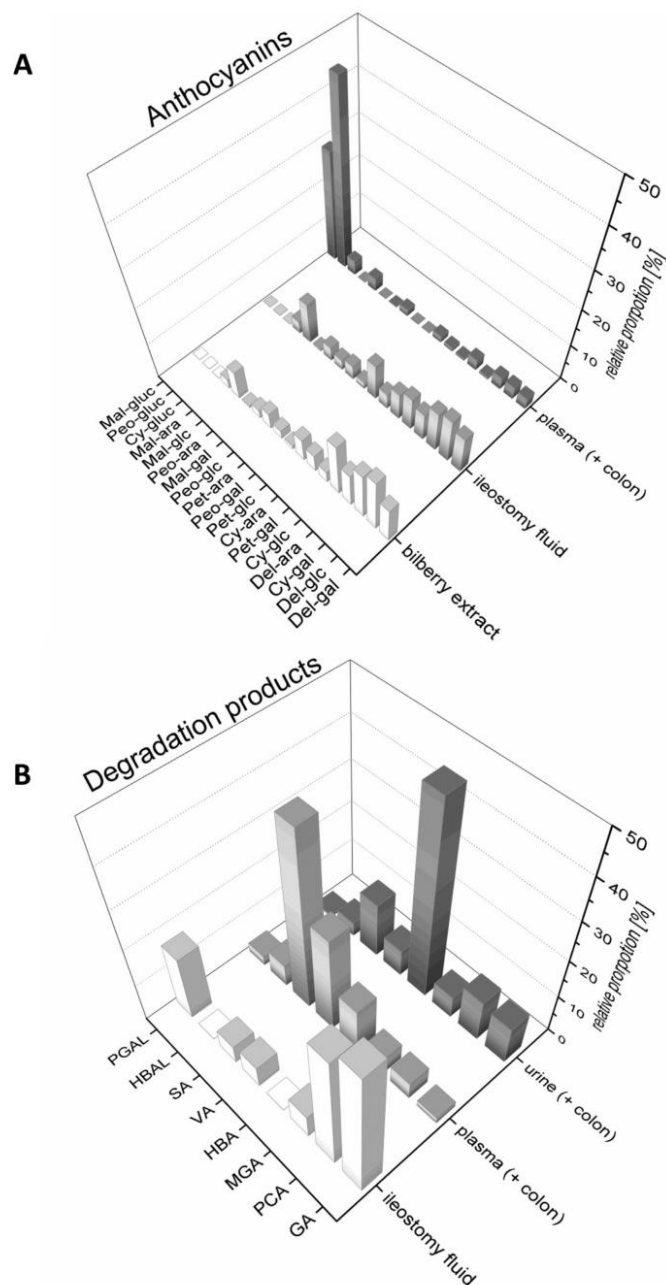 A
Anthocyanins
50
40
30
20
10
0
relative prorpotion [%]
Mal-gluc
Peo-gluc
Cy-gluc
Mal-ara
Mal-glc
Peo-ara
Mal-gal
Peo-glc
Pet-ara
Peo-gal
Pet-glc
Cy-ara
Pet-gal
Cy-glc
Del-ara
Cy-gal
Del-glc
Del-gal
plasma (+ colon)
ileostomy fluid
bilberry extract
B
Degradation products
50
40
30
20
10
0
relative prorpotion [%]
PGAL
HBAL
SA
VA
HBA
MGA
PCA
GA
urine (+ colon)
plasma (+ colon)
ileostomy fluid